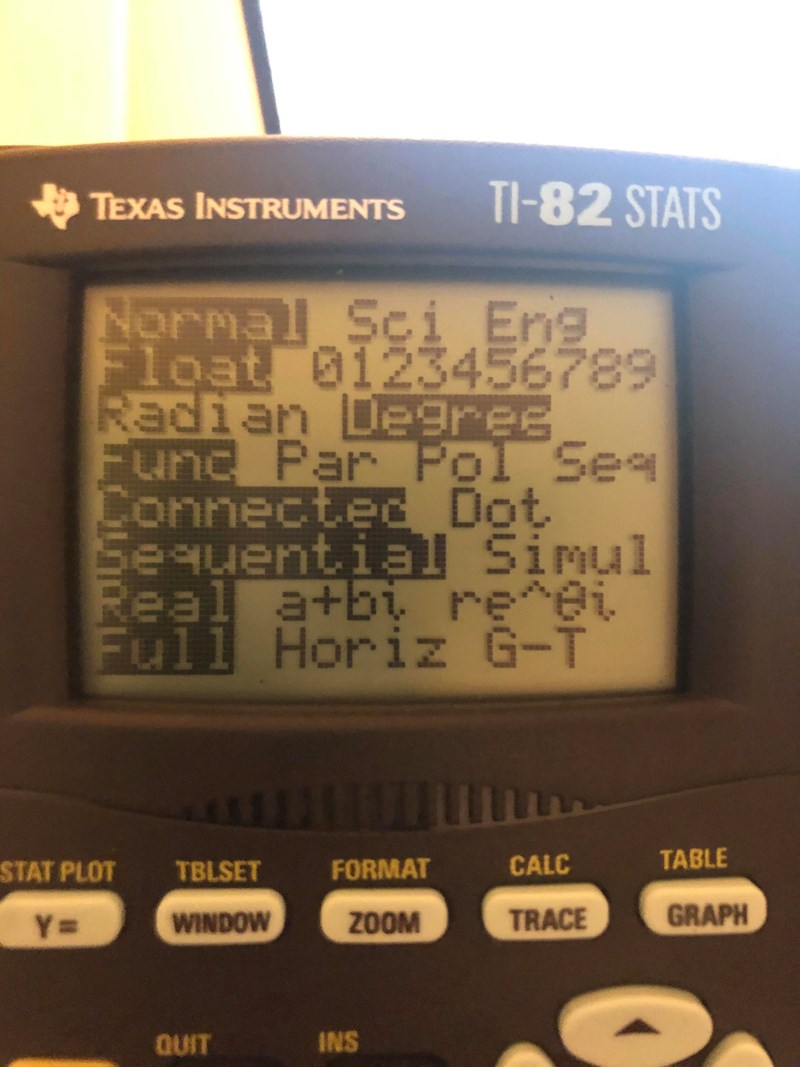 TEXAS INSTRUMENTS TI-82 STATS
Normal Sci Eng
Float 0123456789
Radian Degree
Func Par Pol Seq
Connected Dot
Sequential Simul
Real a+bi re^θi
Full Horiz G-T
STAT PLOT TBLSET FORMAT CALC TABLE
Y= WINDOW ZOOM TRACE GRAPH
QUIT INS